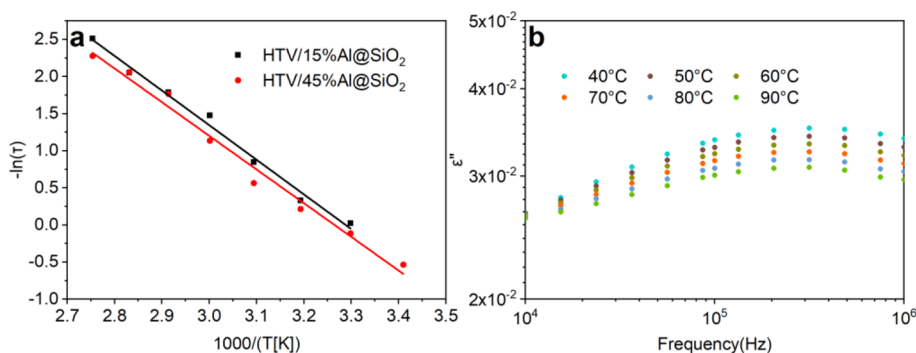 a
HTV/15%Al@SiO₂
HTV/45%Al@SiO₂
2.5
2.0
1.5
1.0
0.5
0.0
-0.5
-1.0
-ln(τ)
2.7 2.8 2.9 3.0 3.1 3.2 3.3 3.4 3.5
1000/(T[K])
b
40°C 50°C 60°C
70°C 80°C 90°C
5x10⁻²
4x10⁻²
3x10⁻²
2x10⁻²
ε"
10⁴ 10⁵ 10⁶
Frequency(Hz)